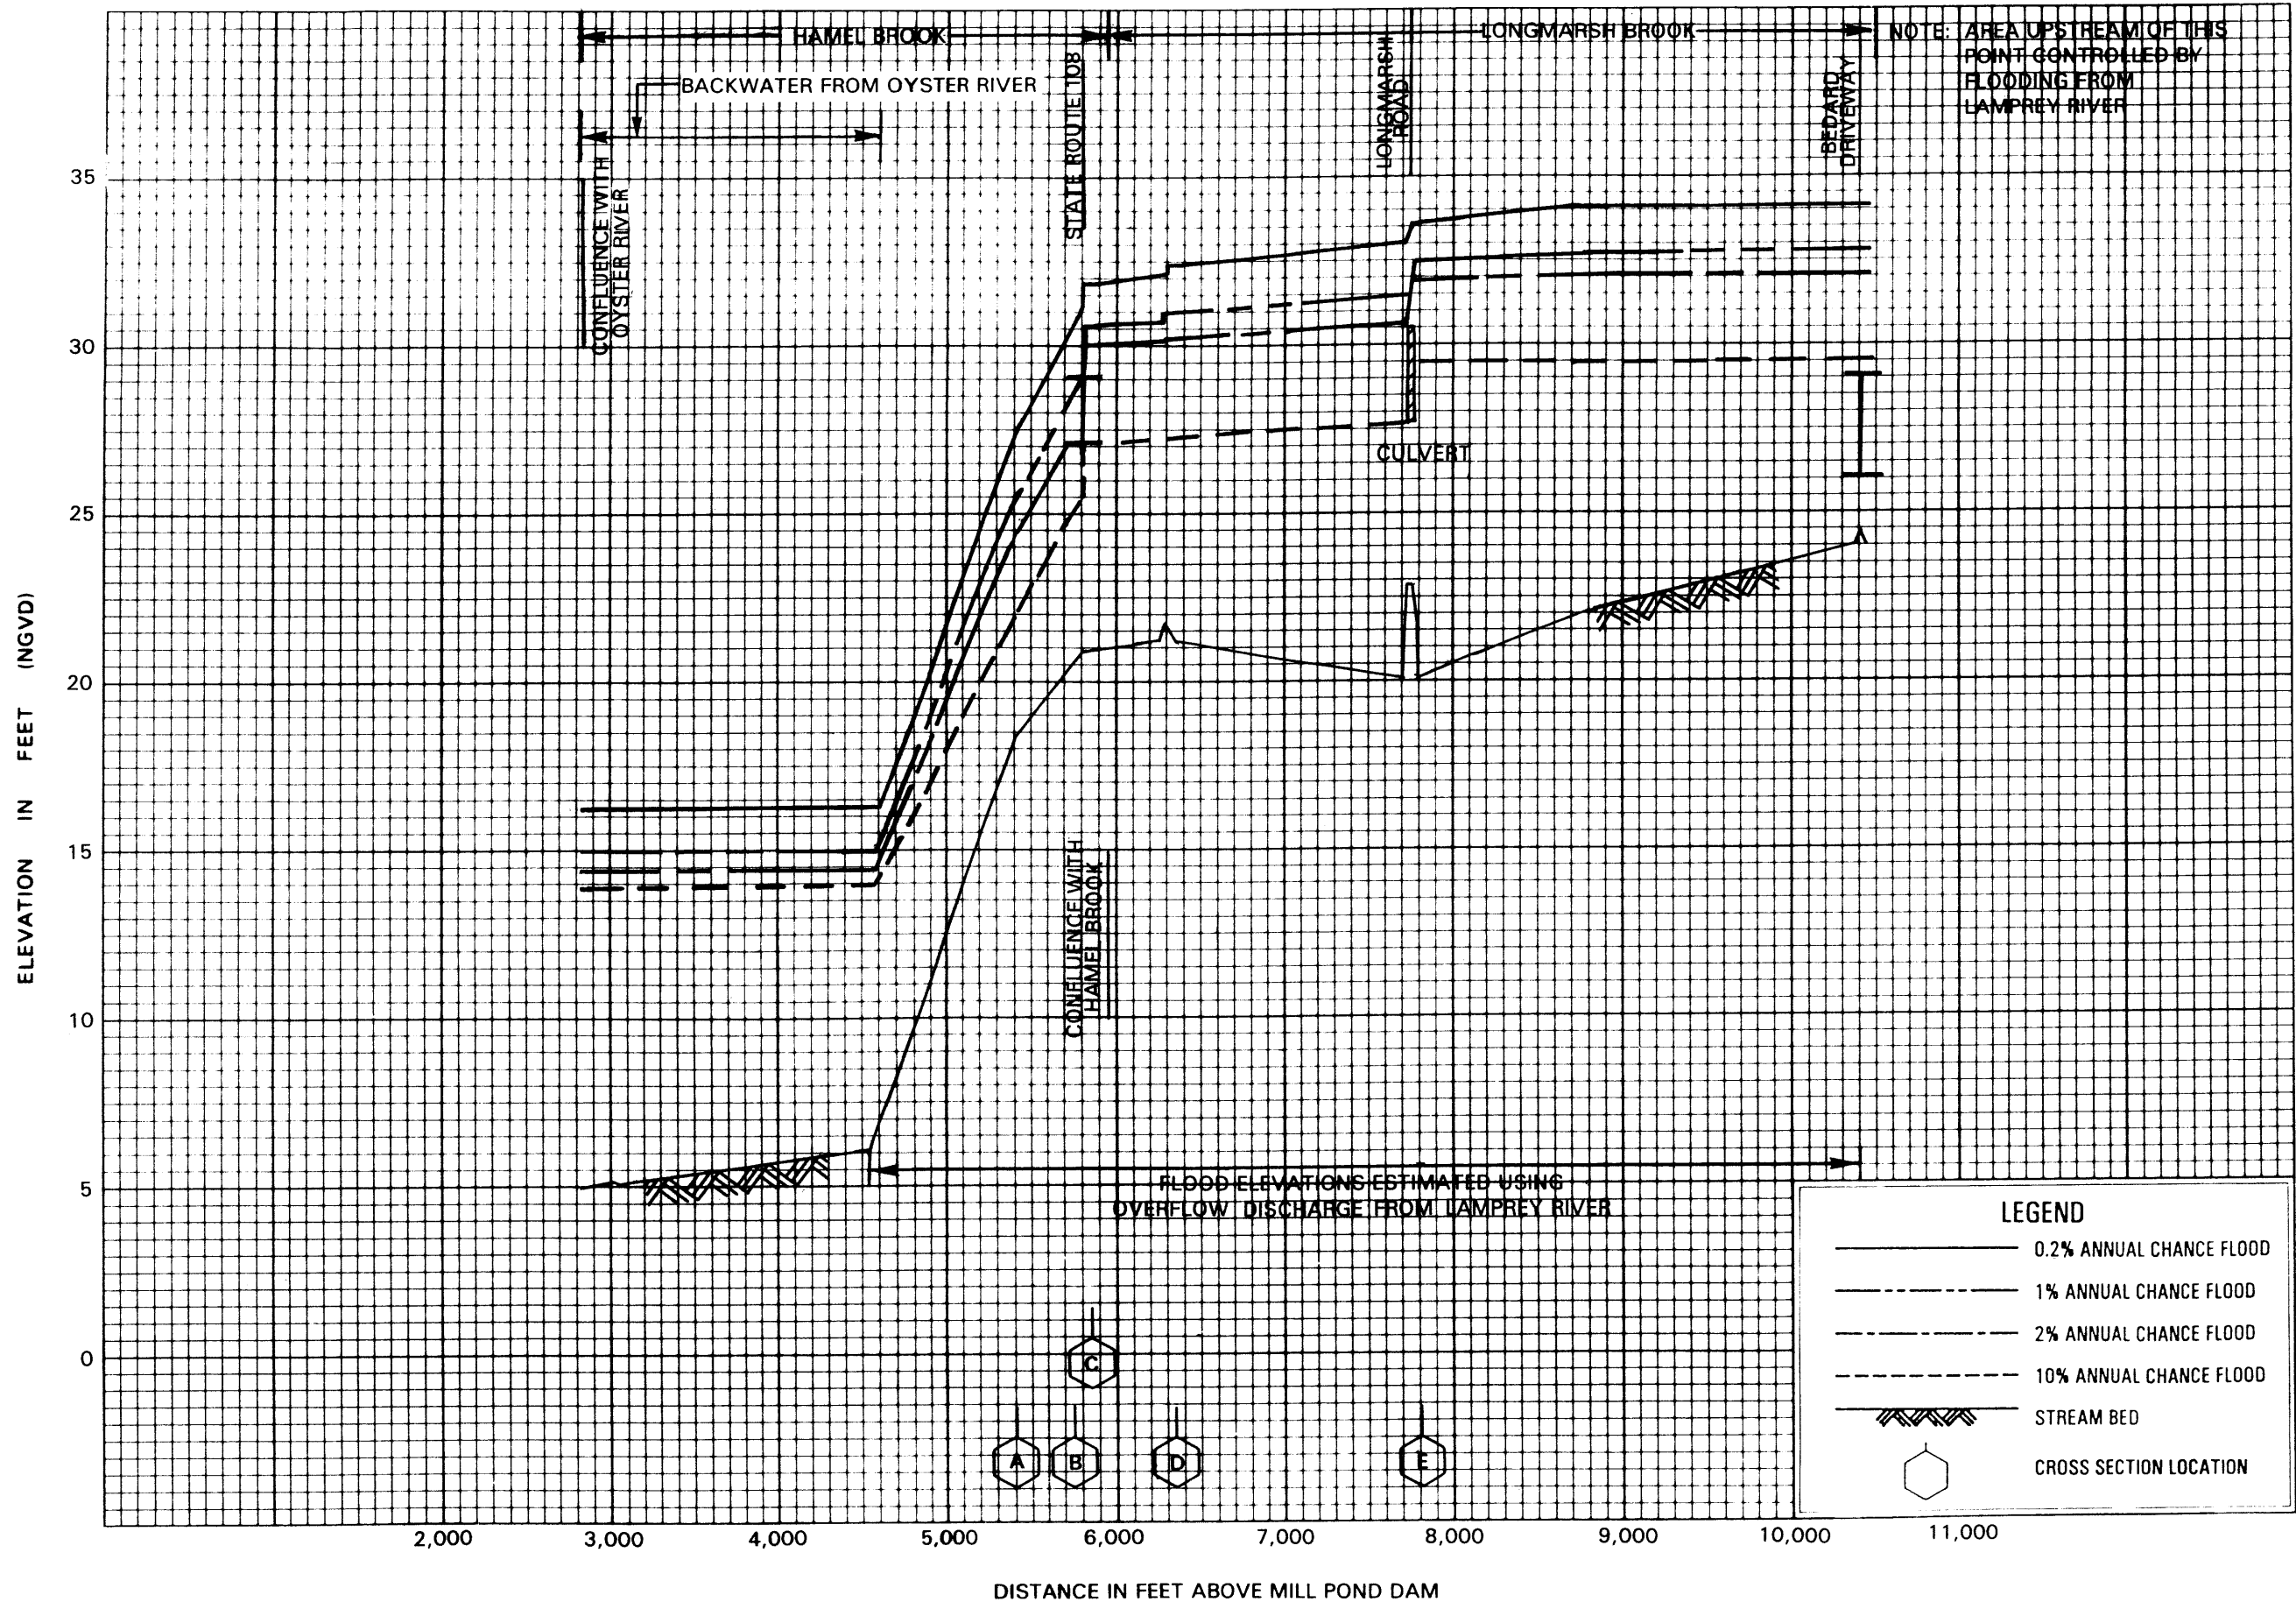 HAMEL BROOK
LONGMARSH BROOK
NOTE: AREA UPSTREAM OF THIS
POINT CONTROLLED BY
FLOODING FROM
LAMPREY RIVER
BACKWATER FROM OYSTER RIVER
STATE ROUTE 108
LONGMARSH
ROAD
BEDARD
DRIVEWAY
CONFLUENCE WITH
OYSTER RIVER
35
30
25
20
15
10
5
0
ELEVATION IN FEET (NGVD)
CULVERT
CONFLUENCE WITH
HAMEL BROOK
FLOOD ELEVATIONS ESTIMATED USING
OVERFLOW DISCHARGE FROM LAMPREY RIVER
C
A
B
D
E
LEGEND
0.2% ANNUAL CHANCE FLOOD
1% ANNUAL CHANCE FLOOD
2% ANNUAL CHANCE FLOOD
10% ANNUAL CHANCE FLOOD
STREAM BED
CROSS SECTION LOCATION
2,000
3,000
4,000
5,000
6,000
7,000
8,000
9,000
10,000
11,000
DISTANCE IN FEET ABOVE MILL POND DAM